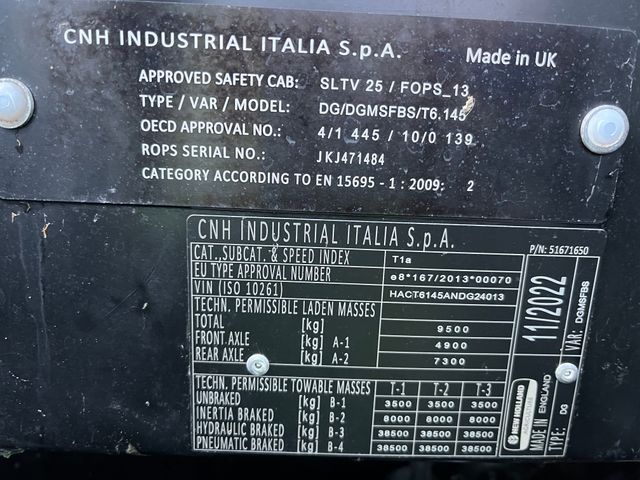 CNH INDUSTRIAL ITALIA S.p.A.
Made in UK
APPROVED SAFETY CAB: SLTV 25 / FOPS_13
TYPE / VAR / MODEL: DG/DGMSFBS/T6.145
OECD APPROVAL NO.: 4/1 445 / 10/0 139
ROPS SERIAL NO.: JKJ471484
CATEGORY ACCORDING TO EN 15695 - 1 : 2009: 2
CNH INDUSTRIAL ITALIA S.p.A.
P/N: 51671650
CAT.,SUBCAT. & SPEED INDEX T1a
EU TYPE APPROVAL NUMBER e8*167/2013*00070
VIN (ISO 10261) HACT6145ANDG24013
TECHN. PERMISSIBLE LADEN MASSES
TOTAL [kg] 9500
FRONT AXLE [kg] A-1 4900
REAR AXLE [kg] A-2 7300
TECHN. PERMISSIBLE TOWABLE MASSES T-1 T-2 T-3
UNBRAKED [kg] B-1 3500 3500 3500
INERTIA BRAKED [kg] B-2 8000 8000 8000
HYDRAULIC BRAKED [kg] B-3 38500 38500 38500
PNEUMATIC BRAKED [kg] B-4 38500 38500 38500
11/2022
VAR: DGMSFBS
NEW HOLLAND
MADE IN ENGLAND
TYPE: DG